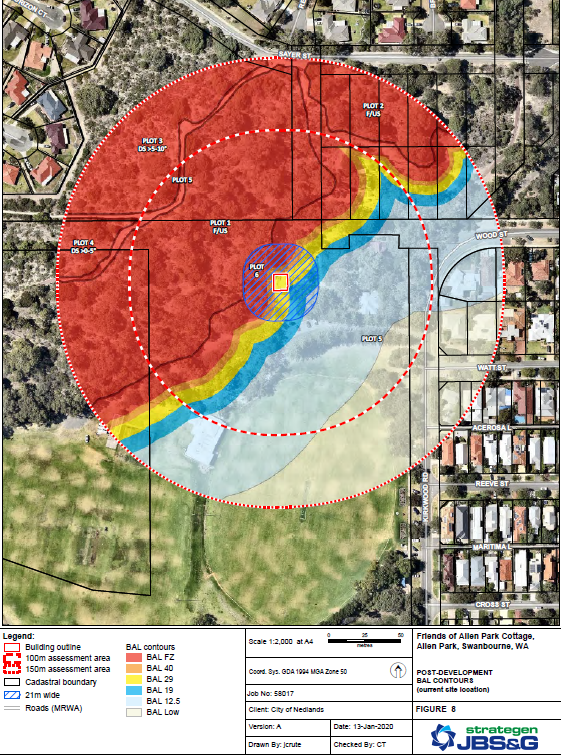 HORIZON CT
SAYER ST
PLOT 2
F/US
PLOT 3
DS >5-10°
PLOT 5
PLOT 1
F/US
PLOT 4
DS >0-5°
WOOD ST
PLOT
6
PLOT 5
WATT ST
ACEROSA L
REEVE ST
KIRKWOOD RD
MARITIMA L
CROSS ST
Legend:
Building outline
100m assessment area
150m assessment area
Cadastral boundary
21m wide
Roads (MRWA)
BAL contours
BAL FZ
BAL 40
BAL 29
BAL 19
BAL 12.5
BAL Low
Scale 1:2,000 at A4
0 25 50
metres
Coord. Sys. GDA 1994 MGA Zone 50
Job No: 58017
Client: City of Nedlands
Version: A
Date: 13-Jan-2020
Drawn By: jcrute
Checked By: CT
Friends of Allen Park Cottage,
Allen Park, Swanbourne, WA
POST-DEVELOPMENT
BAL CONTOURS
(current site location)
FIGURE 8
strategen
JBS&G